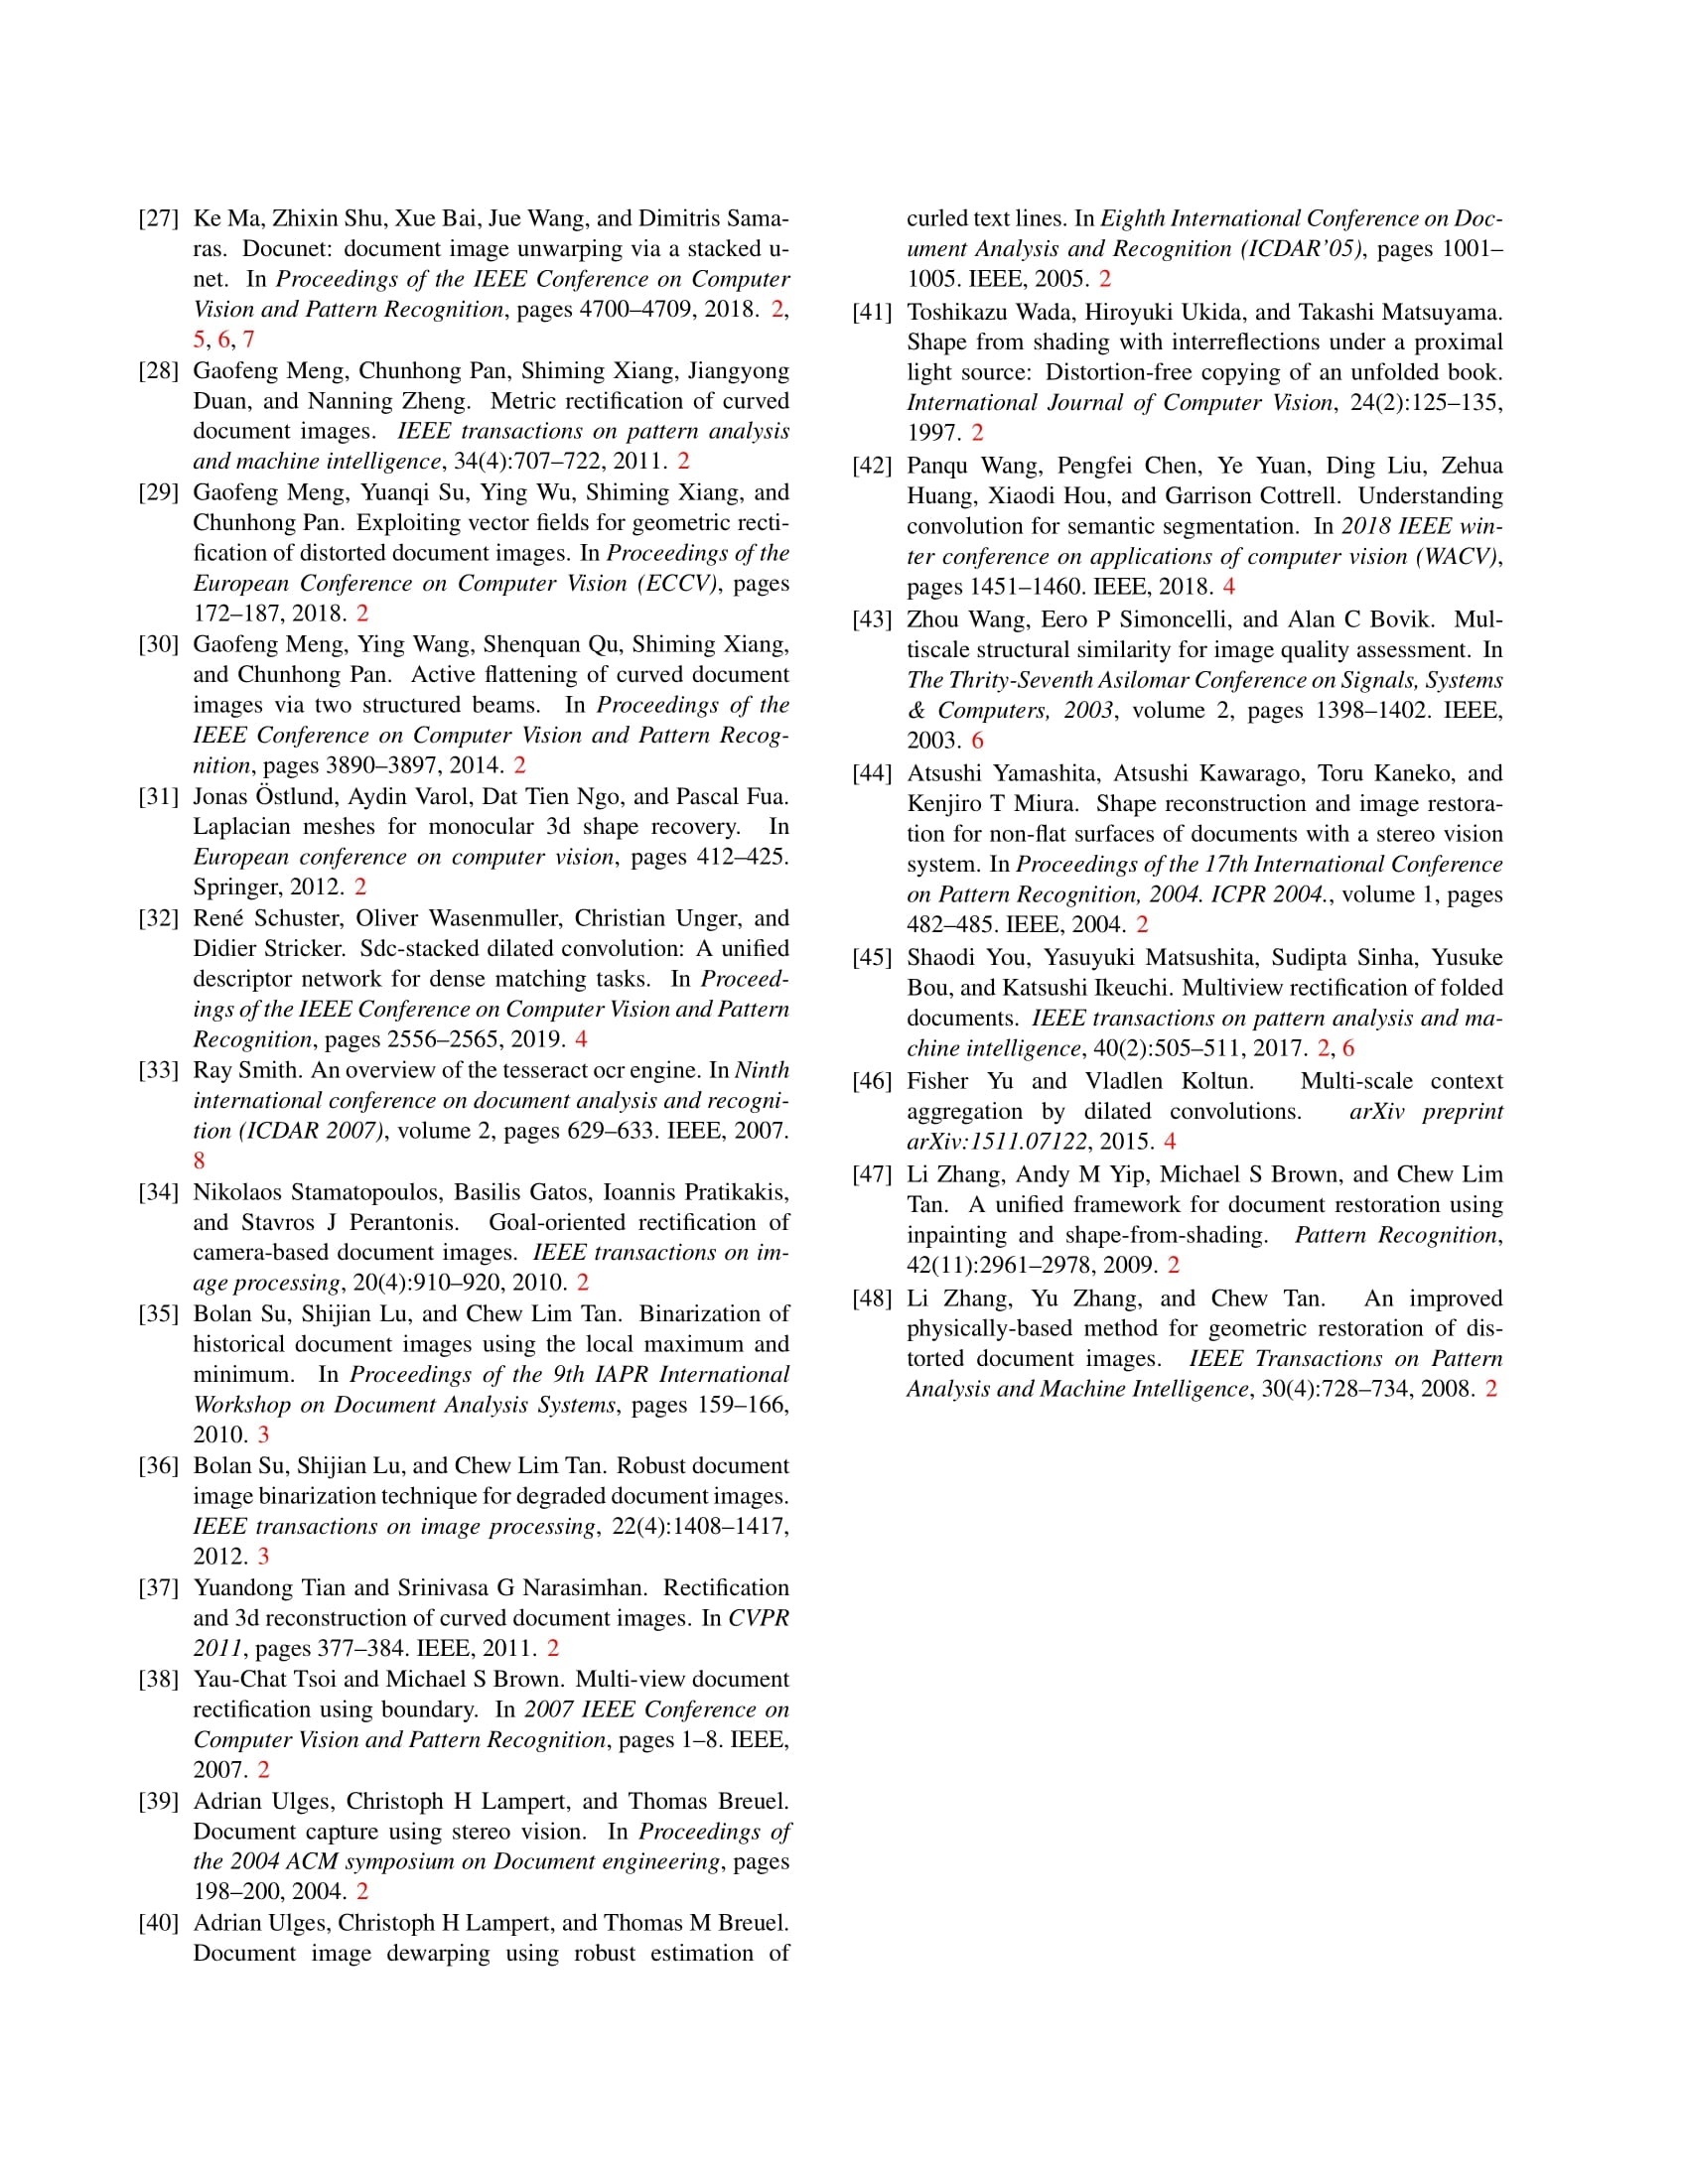 [27] Ke Ma, Zhixin Shu, Xue Bai, Jue Wang, and Dimitris Sama-
ras. Docunet: document image unwarping via a stacked u-
net. In Proceedings of the IEEE Conference on Computer
Vision and Pattern Recognition, pages 4700–4709, 2018. 2,
5, 6, 7
[28] Gaofeng Meng, Chunhong Pan, Shiming Xiang, Jiangyong
Duan, and Nanning Zheng. Metric rectification of curved
document images. IEEE transactions on pattern analysis
and machine intelligence, 34(4):707–722, 2011. 2
[29] Gaofeng Meng, Yuanqi Su, Ying Wu, Shiming Xiang, and
Chunhong Pan. Exploiting vector fields for geometric recti-
fication of distorted document images. In Proceedings of the
European Conference on Computer Vision (ECCV), pages
172–187, 2018. 2
[30] Gaofeng Meng, Ying Wang, Shenquan Qu, Shiming Xiang,
and Chunhong Pan. Active flattening of curved document
images via two structured beams. In Proceedings of the
IEEE Conference on Computer Vision and Pattern Recog-
nition, pages 3890–3897, 2014. 2
[31] Jonas Östlund, Aydin Varol, Dat Tien Ngo, and Pascal Fua.
Laplacian meshes for monocular 3d shape recovery. In
European conference on computer vision, pages 412–425.
Springer, 2012. 2
[32] René Schuster, Oliver Wasenmuller, Christian Unger, and
Didier Stricker. Sdc-stacked dilated convolution: A unified
descriptor network for dense matching tasks. In Proceed-
ings of the IEEE Conference on Computer Vision and Pattern
Recognition, pages 2556–2565, 2019. 4
[33] Ray Smith. An overview of the tesseract ocr engine. In Ninth
international conference on document analysis and recogni-
tion (ICDAR 2007), volume 2, pages 629–633. IEEE, 2007.
8
[34] Nikolaos Stamatopoulos, Basilis Gatos, Ioannis Pratikakis,
and Stavros J Perantonis. Goal-oriented rectification of
camera-based document images. IEEE transactions on im-
age processing, 20(4):910–920, 2010. 2
[35] Bolan Su, Shijian Lu, and Chew Lim Tan. Binarization of
historical document images using the local maximum and
minimum. In Proceedings of the 9th IAPR International
Workshop on Document Analysis Systems, pages 159–166,
2010. 3
[36] Bolan Su, Shijian Lu, and Chew Lim Tan. Robust document
image binarization technique for degraded document images.
IEEE transactions on image processing, 22(4):1408–1417,
2012. 3
[37] Yuandong Tian and Srinivasa G Narasimhan. Rectification
and 3d reconstruction of curved document images. In CVPR
2011, pages 377–384. IEEE, 2011. 2
[38] Yau-Chat Tsoi and Michael S Brown. Multi-view document
rectification using boundary. In 2007 IEEE Conference on
Computer Vision and Pattern Recognition, pages 1–8. IEEE,
2007. 2
[39] Adrian Ulges, Christoph H Lampert, and Thomas Breuel.
Document capture using stereo vision. In Proceedings of
the 2004 ACM symposium on Document engineering, pages
198–200, 2004. 2
[40] Adrian Ulges, Christoph H Lampert, and Thomas M Breuel.
Document image dewarping using robust estimation of
curled text lines. In Eighth International Conference on Doc-
ument Analysis and Recognition (ICDAR'05), pages 1001–
1005. IEEE, 2005. 2
[41] Toshikazu Wada, Hiroyuki Ukida, and Takashi Matsuyama.
Shape from shading with interreflections under a proximal
light source: Distortion-free copying of an unfolded book.
International Journal of Computer Vision, 24(2):125–135,
1997. 2
[42] Panqu Wang, Pengfei Chen, Ye Yuan, Ding Liu, Zehua
Huang, Xiaodi Hou, and Garrison Cottrell. Understanding
convolution for semantic segmentation. In 2018 IEEE win-
ter conference on applications of computer vision (WACV),
pages 1451–1460. IEEE, 2018. 4
[43] Zhou Wang, Eero P Simoncelli, and Alan C Bovik. Mul-
tiscale structural similarity for image quality assessment. In
The Thrity-Seventh Asilomar Conference on Signals, Systems
& Computers, 2003, volume 2, pages 1398–1402. IEEE,
2003. 6
[44] Atsushi Yamashita, Atsushi Kawarago, Toru Kaneko, and
Kenjiro T Miura. Shape reconstruction and image restora-
tion for non-flat surfaces of documents with a stereo vision
system. In Proceedings of the 17th International Conference
on Pattern Recognition, 2004. ICPR 2004., volume 1, pages
482–485. IEEE, 2004. 2
[45] Shaodi You, Yasuyuki Matsushita, Sudipta Sinha, Yusuke
Bou, and Katsushi Ikeuchi. Multiview rectification of folded
documents. IEEE transactions on pattern analysis and ma-
chine intelligence, 40(2):505–511, 2017. 2, 6
[46] Fisher Yu and Vladlen Koltun. Multi-scale context
aggregation by dilated convolutions. arXiv preprint
arXiv:1511.07122, 2015. 4
[47] Li Zhang, Andy M Yip, Michael S Brown, and Chew Lim
Tan. A unified framework for document restoration using
inpainting and shape-from-shading. Pattern Recognition,
42(11):2961–2978, 2009. 2
[48] Li Zhang, Yu Zhang, and Chew Tan. An improved
physically-based method for geometric restoration of dis-
torted document images. IEEE Transactions on Pattern
Analysis and Machine Intelligence, 30(4):728–734, 2008. 2